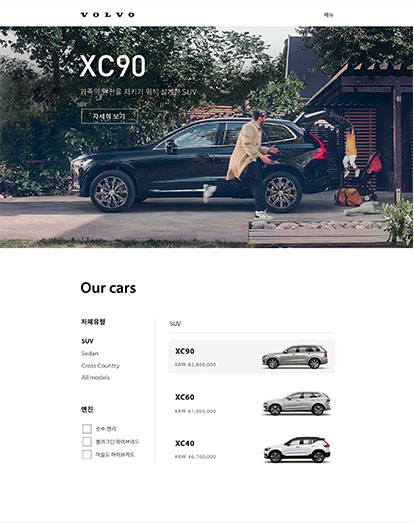 VOLVO
메뉴
XC90
가족의 안전을 지키기 위해 설계한 SUV
자세히 보기
Our cars
차체유형
SUV
Sedan
Cross Country
All models
엔진
순수 전기
플러그인 하이브리드
마일드 하이브리드
SUV
XC90
KRW 82,800,000
XC60
KRW 61,900,000
XC40
KRW 46,700,000